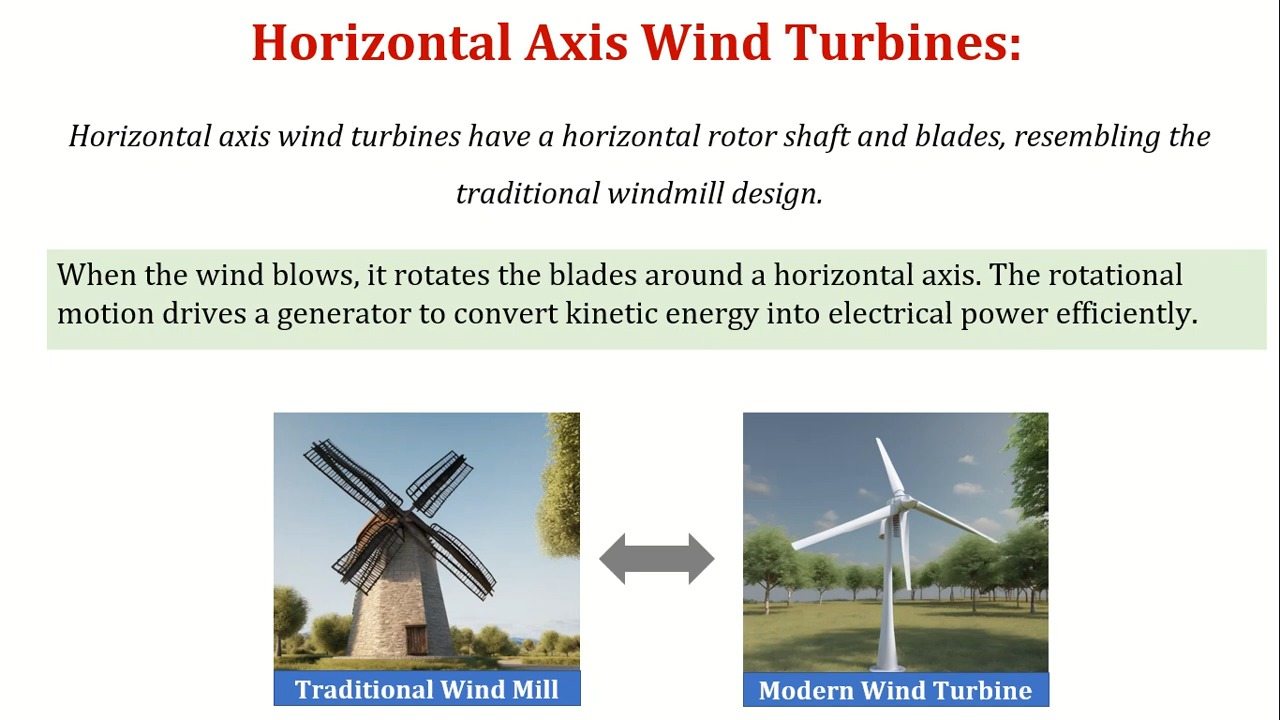 Horizontal Axis Wind Turbines:
Horizontal axis wind turbines have a horizontal rotor shaft and blades, resembling the
traditional windmill design.
When the wind blows, it rotates the blades around a horizontal axis. The rotational
motion drives a generator to convert kinetic energy into electrical power efficiently.
Traditional Wind Mill
Modern Wind Turbine